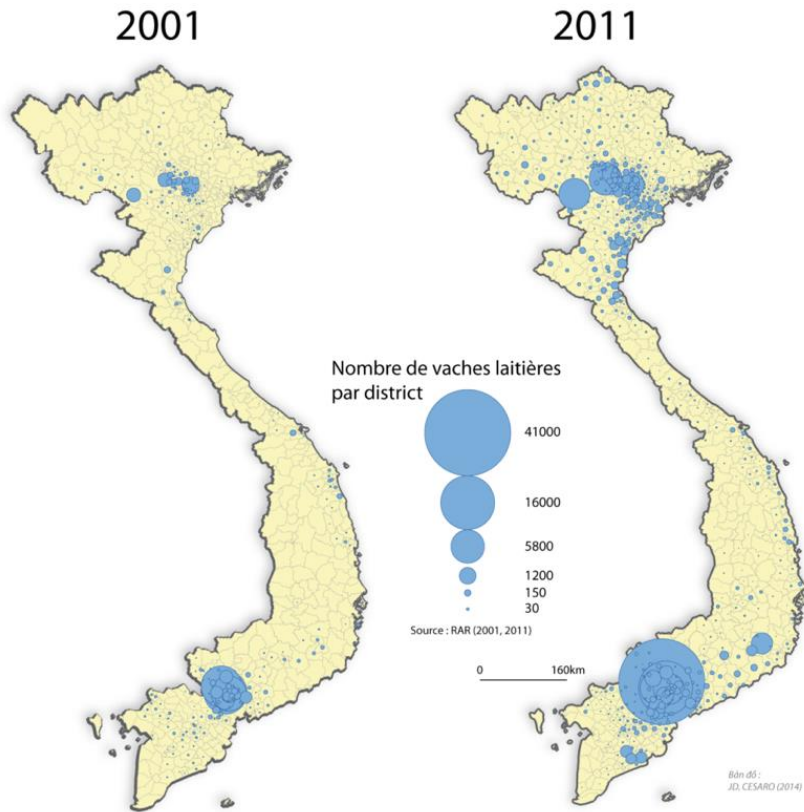 2001
2011
Nombre de vaches laitières
par district
41000
16000
5800
1200
150
30
Source : RAR (2001, 2011)
0 160km
Bản đồ :
JD, CESARO (2014)